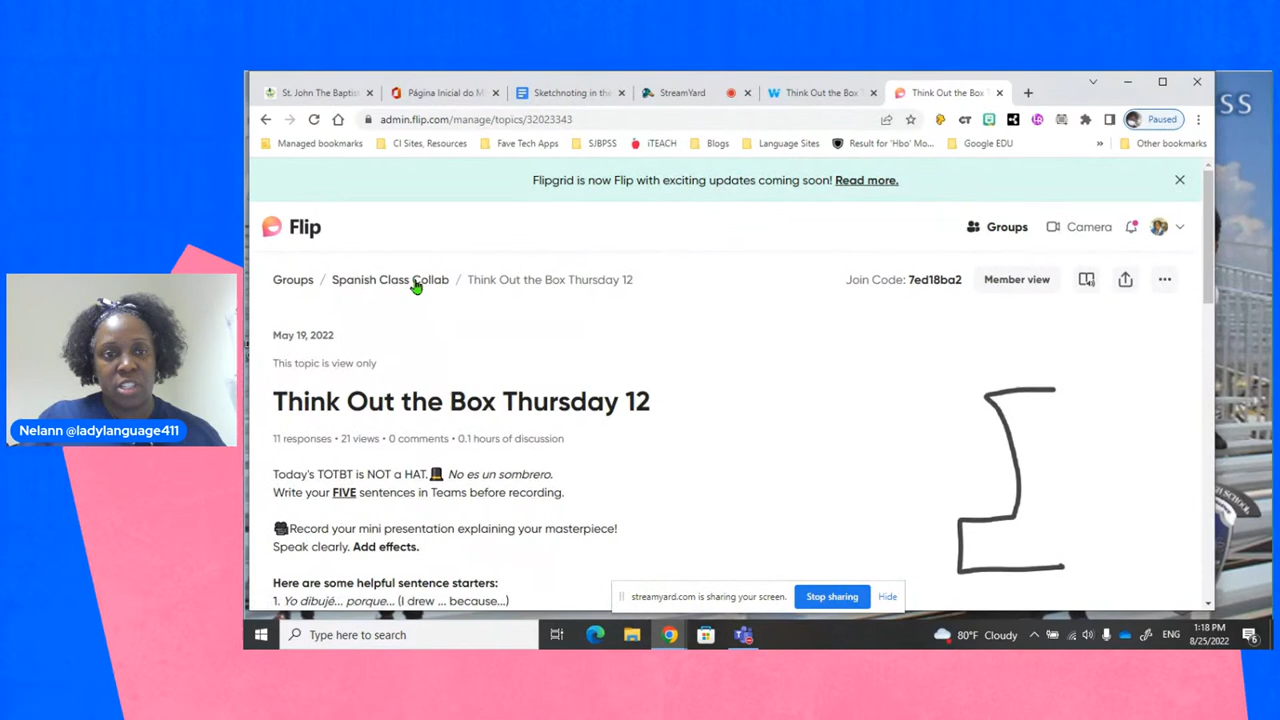 St. John The Baptis
Página Inicial do M
Sketchnoting in the
StreamYard
Think Out the Box
Think Out the Box
admin.flip.com/manage/topics/32023343
Paused
Managed bookmarks
CI Sites, Resources
Fave Tech Apps
SJBPSS
iTEACH
Blogs
Language Sites
Result for 'Hbo' Mo...
Google EDU
»
Other bookmarks
Flipgrid is now Flip with exciting updates coming soon! Read more.
Flip
Groups
Camera
Groups / Spanish Class Collab / Think Out the Box Thursday 12
Join Code: 7ed18ba2
Member view
May 19, 2022
This topic is view only
Think Out the Box Thursday 12
11 responses • 21 views • 0 comments • 0.1 hours of discussion
Today's TOTBT is NOT a HAT.🎩 No es un sombrero.
Write your FIVE sentences in Teams before recording.
Record your mini presentation explaining your masterpiece!
Speak clearly. Add effects.
Here are some helpful sentence starters:
1. Yo dibujé... porque... (I drew ... because...)
streamyard.com is sharing your screen.
Stop sharing
Hide
Nelann @ladylanguage411
Type here to search
80°F Cloudy
ENG
1:18 PM
8/25/2022
6
SS